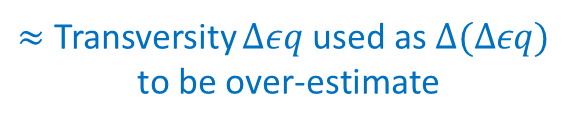 ≈ Transversity Δϵq used as Δ(Δϵq)
to be over-estimate